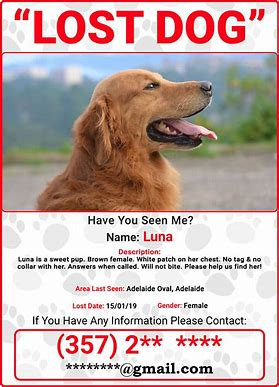 “LOST DOG”
Have You Seen Me?
Name: Luna
Description:
Luna is a sweet pup. Brown female. White patch on her chest. No tag & no
collar with her. Answers when called. Will not bite. Please help us find her!
Area Last Seen: Adelaide Oval, Adelaide
Lost Date: 15/01/19 Gender: Female
If You Have Any Information Please Contact:
(357) 2** ****
********@gmail.com